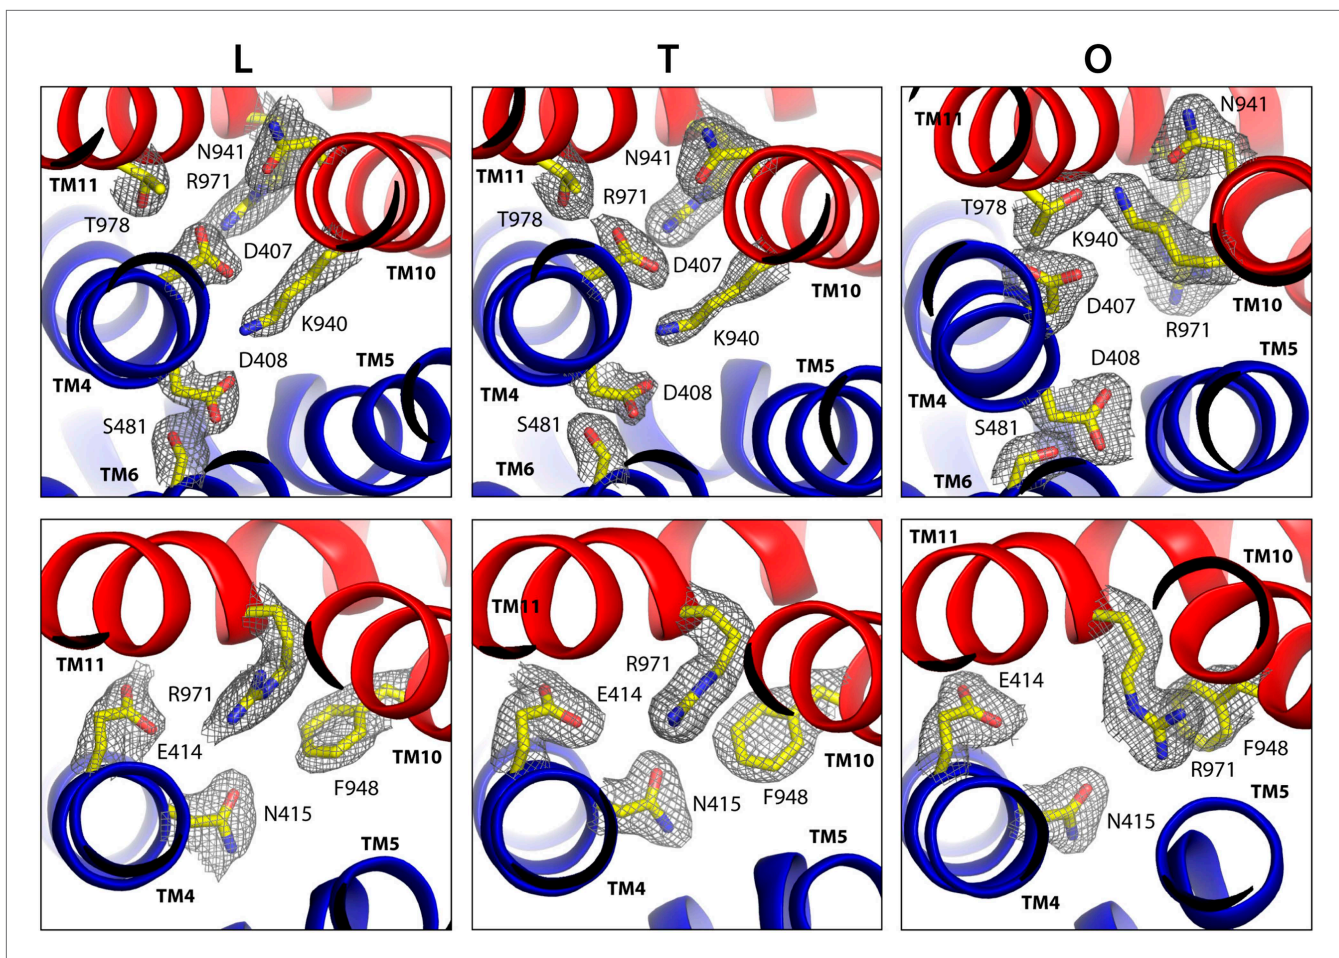 L
T
O
N941
TM11
R971
T978
D407
TM10
K940
D408
TM5
TM4
S481
TM6
N941
TM11
R971
T978
D407
TM10
K940
TM5
TM4
D408
S481
TM6
TM11
N941
T978
K940
TM10
D407
R971
D408
TM5
TM4
S481
TM6
TM11
R971
E414
TM10
F948
N415
TM5
TM4
TM11
R971
E414
TM10
N415
F948
TM5
TM4
TM11
TM10
E414
F948
R971
TM5
N415
TM4